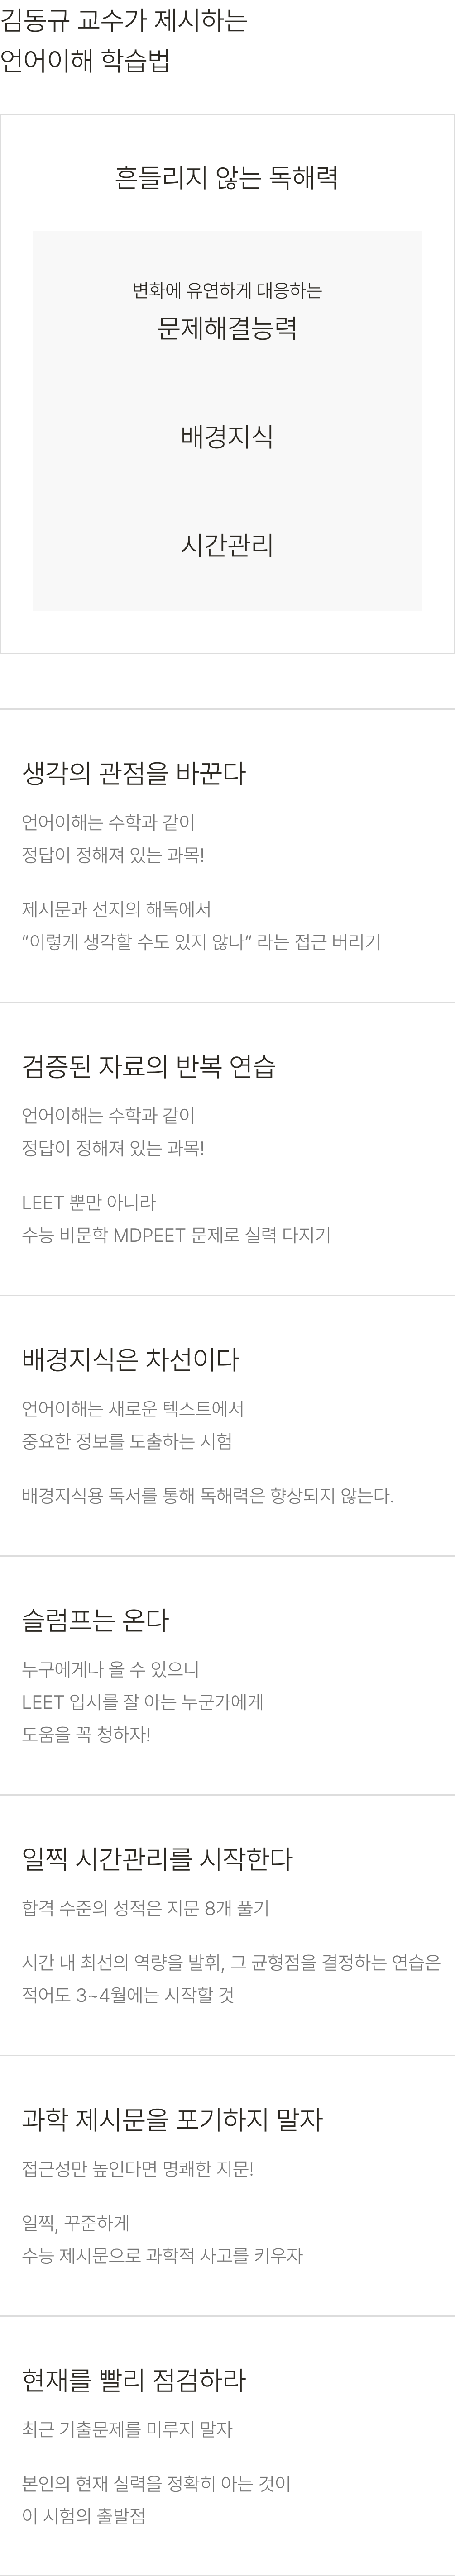 김동규 교수가 제시하는
언어이해 학습법
흔들리지 않는 독해력
변화에 유연하게 대응하는
문제해결능력
배경지식
시간관리
생각의 관점을 바꾼다
언어이해는 수학과 같이
정답이 정해져 있는 과목!
제시문과 선지의 해독에서
“이렇게 생각할 수도 있지 않나“ 라는 접근 버리기
검증된 자료의 반복 연습
언어이해는 수학과 같이
정답이 정해져 있는 과목!
LEET 뿐만 아니라
수능 비문학 MDPEET 문제로 실력 다지기
배경지식은 차선이다
언어이해는 새로운 텍스트에서
중요한 정보를 도출하는 시험
배경지식용 독서를 통해 독해력은 향상되지 않는다.
슬럼프는 온다
누구에게나 올 수 있으니
LEET 입시를 잘 아는 누군가에게
도움을 꼭 청하자!
일찍 시간관리를 시작한다
합격 수준의 성적은 지문 8개 풀기
시간 내 최선의 역량을 발휘, 그 균형점을 결정하는 연습은
적어도 3~4월에는 시작할 것
과학 제시문을 포기하지 말자
접근성만 높인다면 명쾌한 지문!
일찍, 꾸준하게
수능 제시문으로 과학적 사고를 키우자
현재를 빨리 점검하라
최근 기출문제를 미루지 말자
본인의 현재 실력을 정확히 아는 것이
이 시험의 출발점